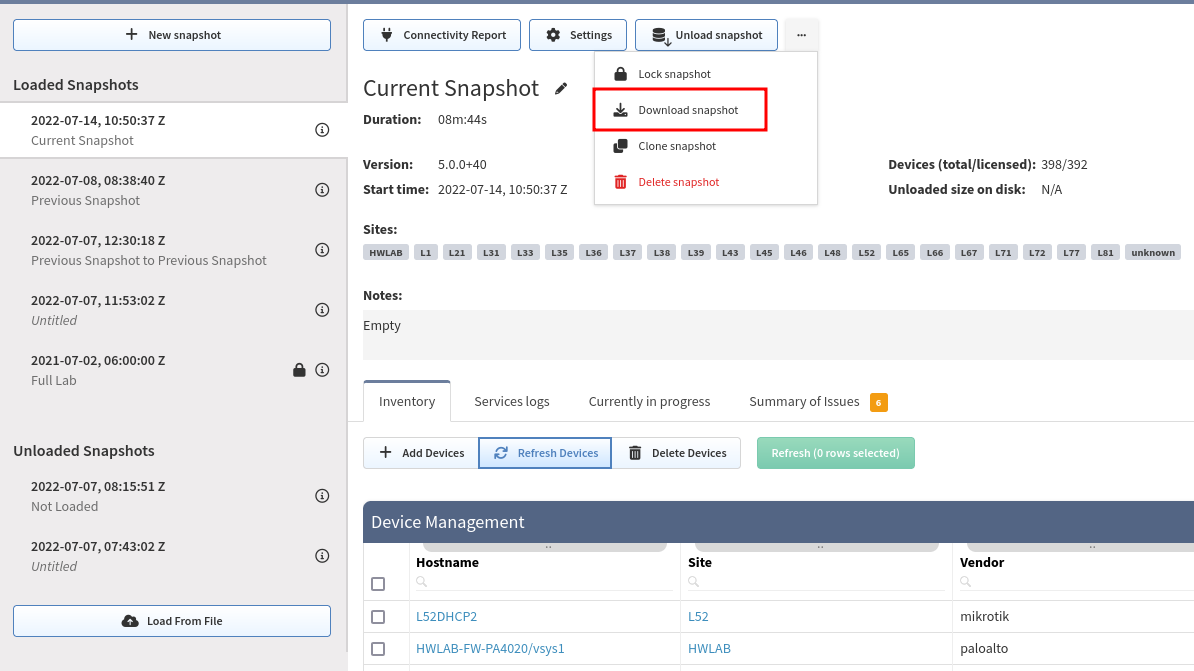 New snapshot
Loaded Snapshots
2022-07-14, 10:50:37 Z
Current Snapshot
2022-07-08, 08:38:40 Z
Previous Snapshot
2022-07-07, 12:30:18 Z
Previous Snapshot to Previous Snapshot
2022-07-07, 11:53:02 Z
Untitled
2021-07-02, 06:00:00 Z
Full Lab
Unloaded Snapshots
2022-07-07, 08:15:51 Z
Not Loaded
2022-07-07, 07:43:02 Z
Untitled
Load From File
Connectivity Report Settings Unload snapshot ...
Lock snapshot
Download snapshot
Clone snapshot
Delete snapshot
Current Snapshot
Duration: 08m:44s
Version: 5.0.0+40
Start time: 2022-07-14, 10:50:37 Z
Devices (total/licensed): 398/392
Unloaded size on disk: N/A
Sites:
HWLAB L1 L21 L31 L33 L35 L36 L37 L38 L39 L43 L45 L46 L48 L52 L65 L66 L67 L71 L72 L77 L81 unknown
Notes:
Empty
Inventory Services logs Currently in progress Summary of Issues 6
Add Devices Refresh Devices Delete Devices Refresh (0 rows selected)
Device Management
Hostname Site Vendor
L52DHCP2 L52 mikrotik
HWLAB-FW-PA4020/vsys1 HWLAB paloalto